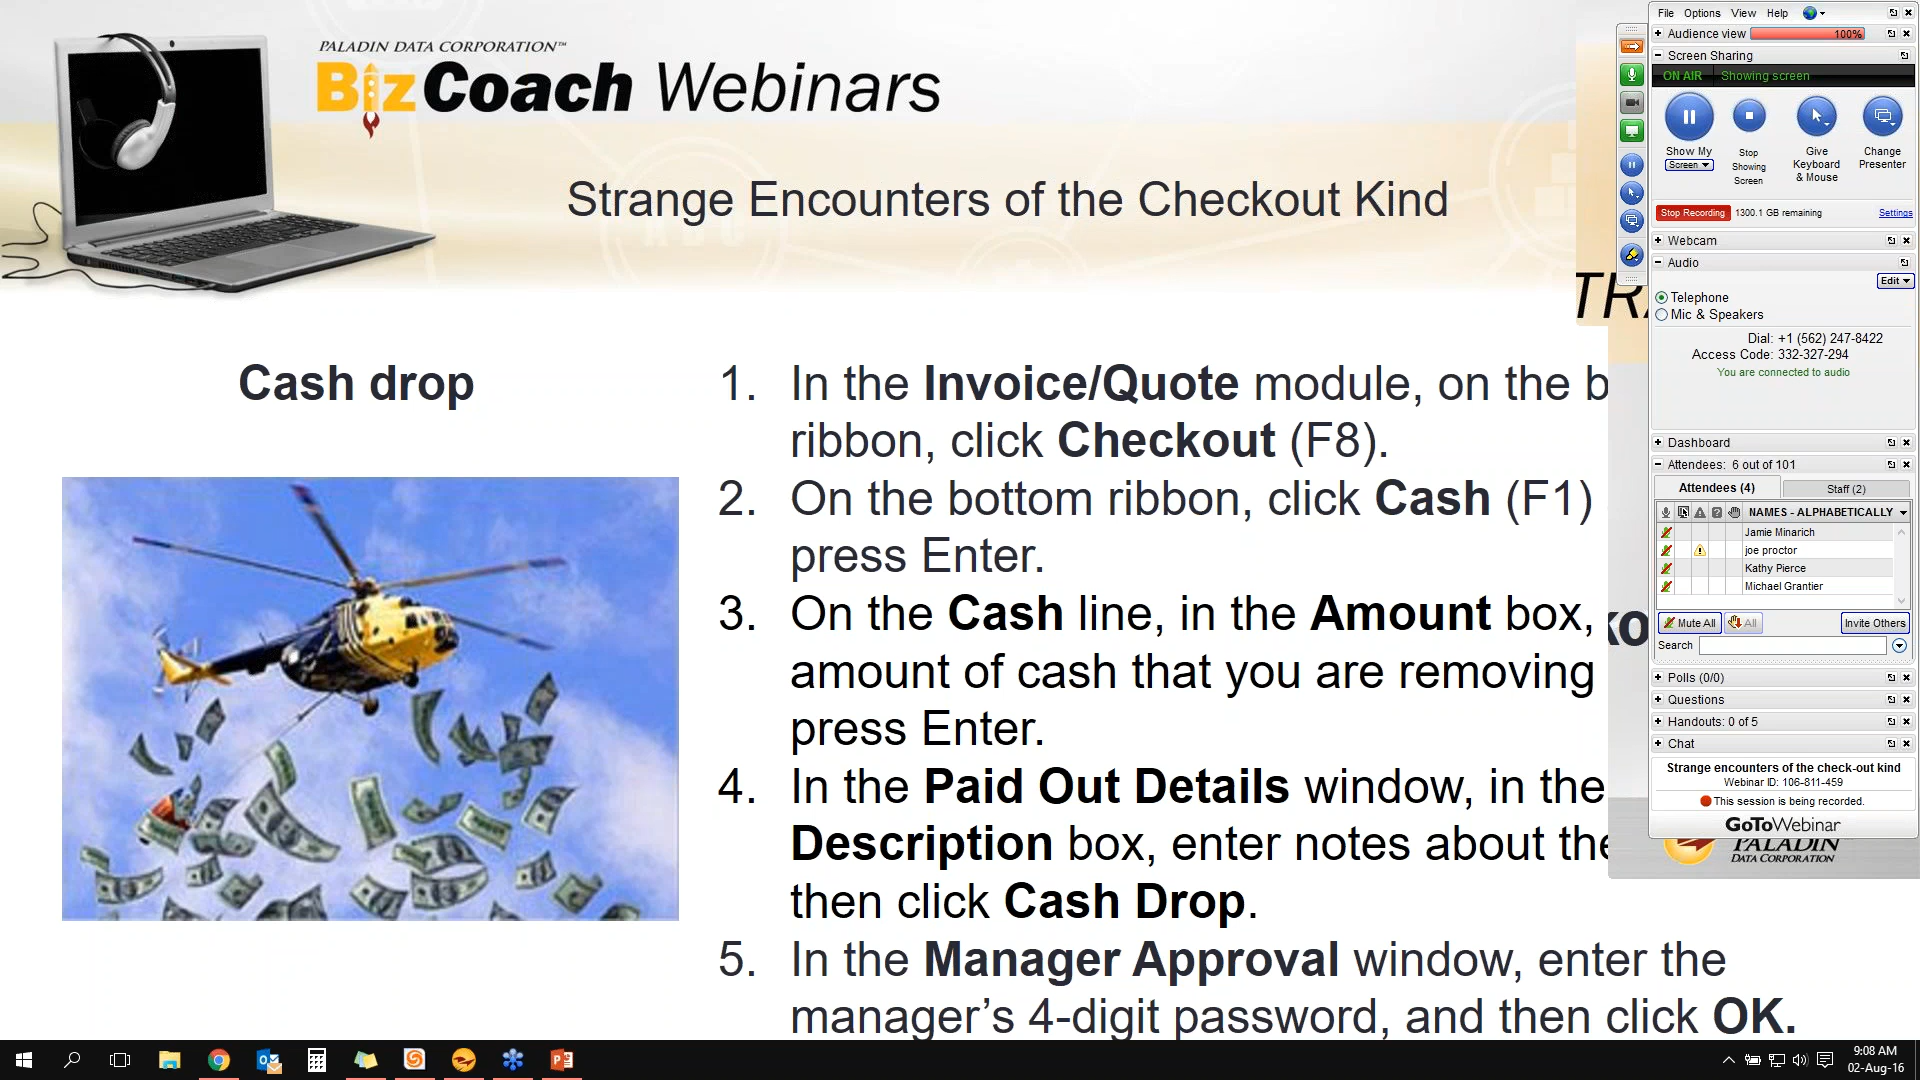 PALADIN DATA CORPORATION™
BizCoach Webinars
Strange Encounters of the Checkout Kind
Cash drop
1. In the Invoice/Quote module, on the b
ribbon, click Checkout (F8).
2. On the bottom ribbon, click Cash (F1)
press Enter.
3. On the Cash line, in the Amount box,
amount of cash that you are removing
press Enter.
4. In the Paid Out Details window, in the
Description box, enter notes about the
then click Cash Drop.
5. In the Manager Approval window, enter the
manager’s 4-digit password, and then click OK.
TRA
ko
PALADIN
DATA CORPORATION
File Options View Help
Audience view 100%
Screen Sharing
ON AIR Showing screen
Show My
Screen
Stop
Showing
Screen
Give
Keyboard
& Mouse
Change
Presenter
Stop Recording 1300.1 GB remaining Settings
Webcam
Audio
Edit
Telephone
Mic & Speakers
Dial: +1 (562) 247-8422
Access Code: 332-327-294
You are connected to audio
Dashboard
Attendees: 6 out of 101
Attendees (4) Staff (2)
NAMES - ALPHABETICALLY
Jamie Minarich
joe proctor
Kathy Pierce
Michael Grantier
Mute All All Invite Others
Search
Polls (0/0)
Questions
Handouts: 0 of 5
Chat
Strange encounters of the check-out kind
Webinar ID: 106-811-459
This session is being recorded.
GoToWebinar
9:08 AM
02-Aug-16